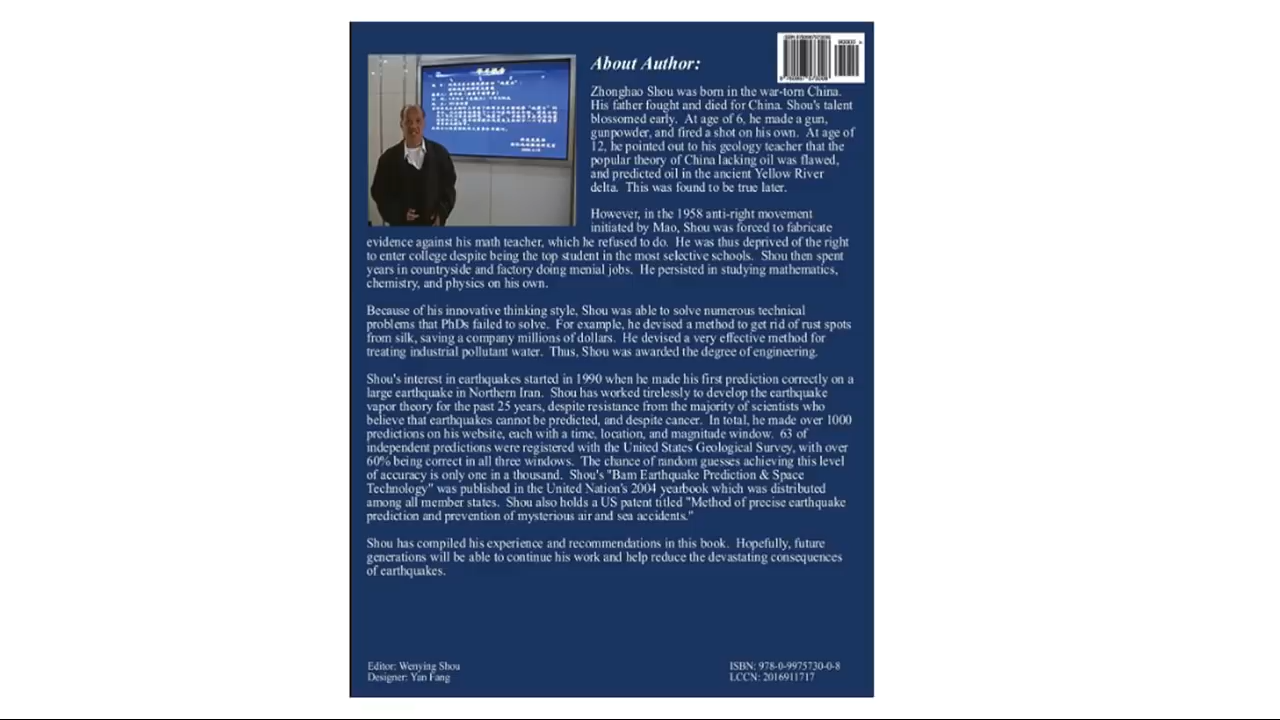 About Author:
Zhonghao Shou was born in the war-torn China.
His father fought and died for China. Shou's talent
blossomed early. At age of 6, he made a gun,
gunpowder, and fired a shot on his own. At age of
12, he pointed out to his geology teacher that the
popular theory of China lacking oil was flawed,
and predicted oil in the ancient Yellow River
delta. This was found to be true later.
However, in the 1958 anti-right movement
initiated by Mao, Shou was forced to fabricate
evidence against his math teacher, which he refused to do. He was thus deprived of the right
to enter college despite being the top student in the most selective schools. Shou then spent
years in countryside and factory doing menial jobs. He persisted in studying mathematics,
chemistry, and physics on his own.
Because of his innovative thinking style, Shou was able to solve numerous technical
problems that PhDs failed to solve. For example, he devised a method to get rid of rust spots
from silk, saving a company millions of dollars. He devised a very effective method for
treating industrial pollutant water. Thus, Shou was awarded the degree of engineering.
Shou's interest in earthquakes started in 1990 when he made his first prediction correctly on a
large earthquake in Northern Iran. Shou has worked tirelessly to develop the earthquake
vapor theory for the past 25 years, despite resistance from the majority of scientists who
believe that earthquakes cannot be predicted, and despite cancer. In total, he made over 1000
predictions on his website, each with a time, location, and magnitude window. 63 of
independent predictions were registered with the United States Geological Survey, with over
60% being correct in all three windows. The chance of random guesses achieving this level
of accuracy is only one in a thousand. Shou's "Bam Earthquake Prediction & Space
Technology" was published in the United Nation's 2004 yearbook which was distributed
among all member states. Shou also holds a US patent titled "Method of precise earthquake
prediction and prevention of mysterious air and sea accidents."
Shou has compiled his experience and recommendations in this book. Hopefully, future
generations will be able to continue his work and help reduce the devastating consequences
of earthquakes.
Editor: Wenying Shou
Designer: Yan Fang
ISBN: 978-0-9975730-0-8
LCCN: 2016911717